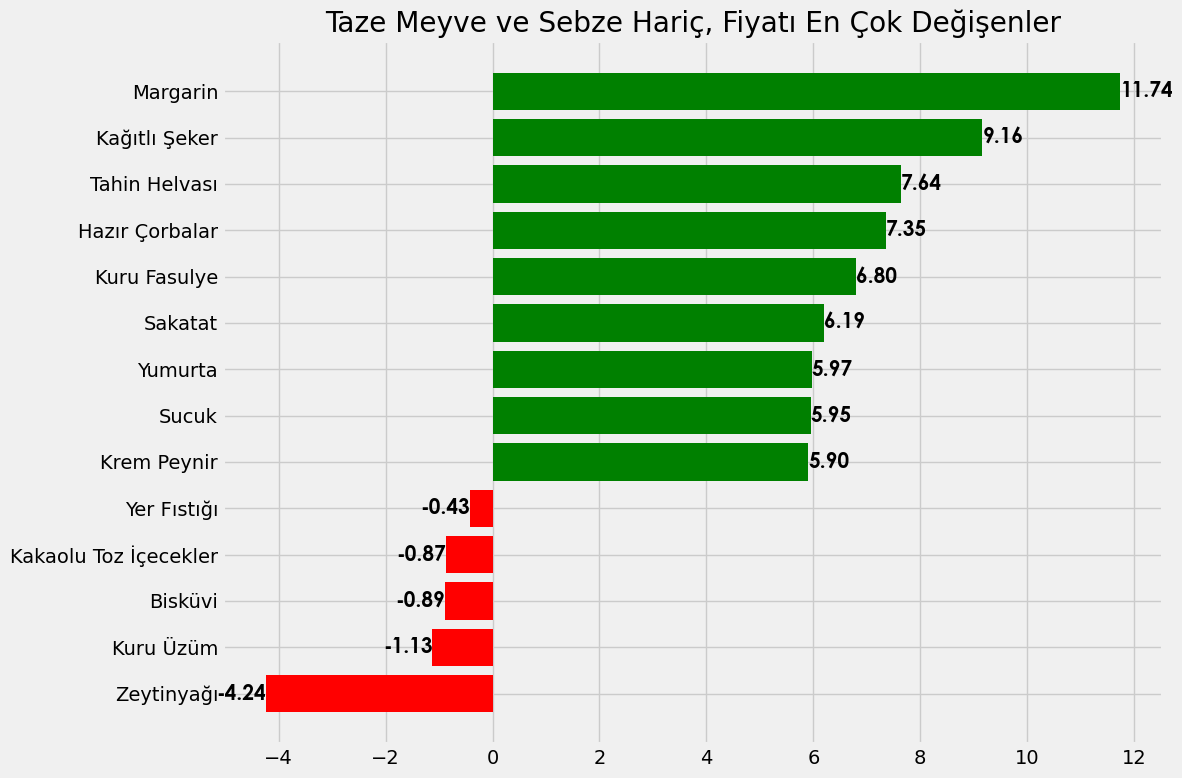 Taze Meyve ve Sebze Hariç, Fiyatı En Çok Değişenler
Margarin 11.74
Kağıtlı Şeker 9.16
Tahin Helvası 7.64
Hazır Çorbalar 7.35
Kuru Fasulye 6.80
Sakatat 6.19
Yumurta 5.97
Sucuk 5.95
Krem Peynir 5.90
Yer Fıstığı -0.43
Kakaolu Toz İçecekler -0.87
Bisküvi -0.89
Kuru Üzüm -1.13
Zeytinyağı -4.24
−4 −2 0 2 4 6 8 10 12